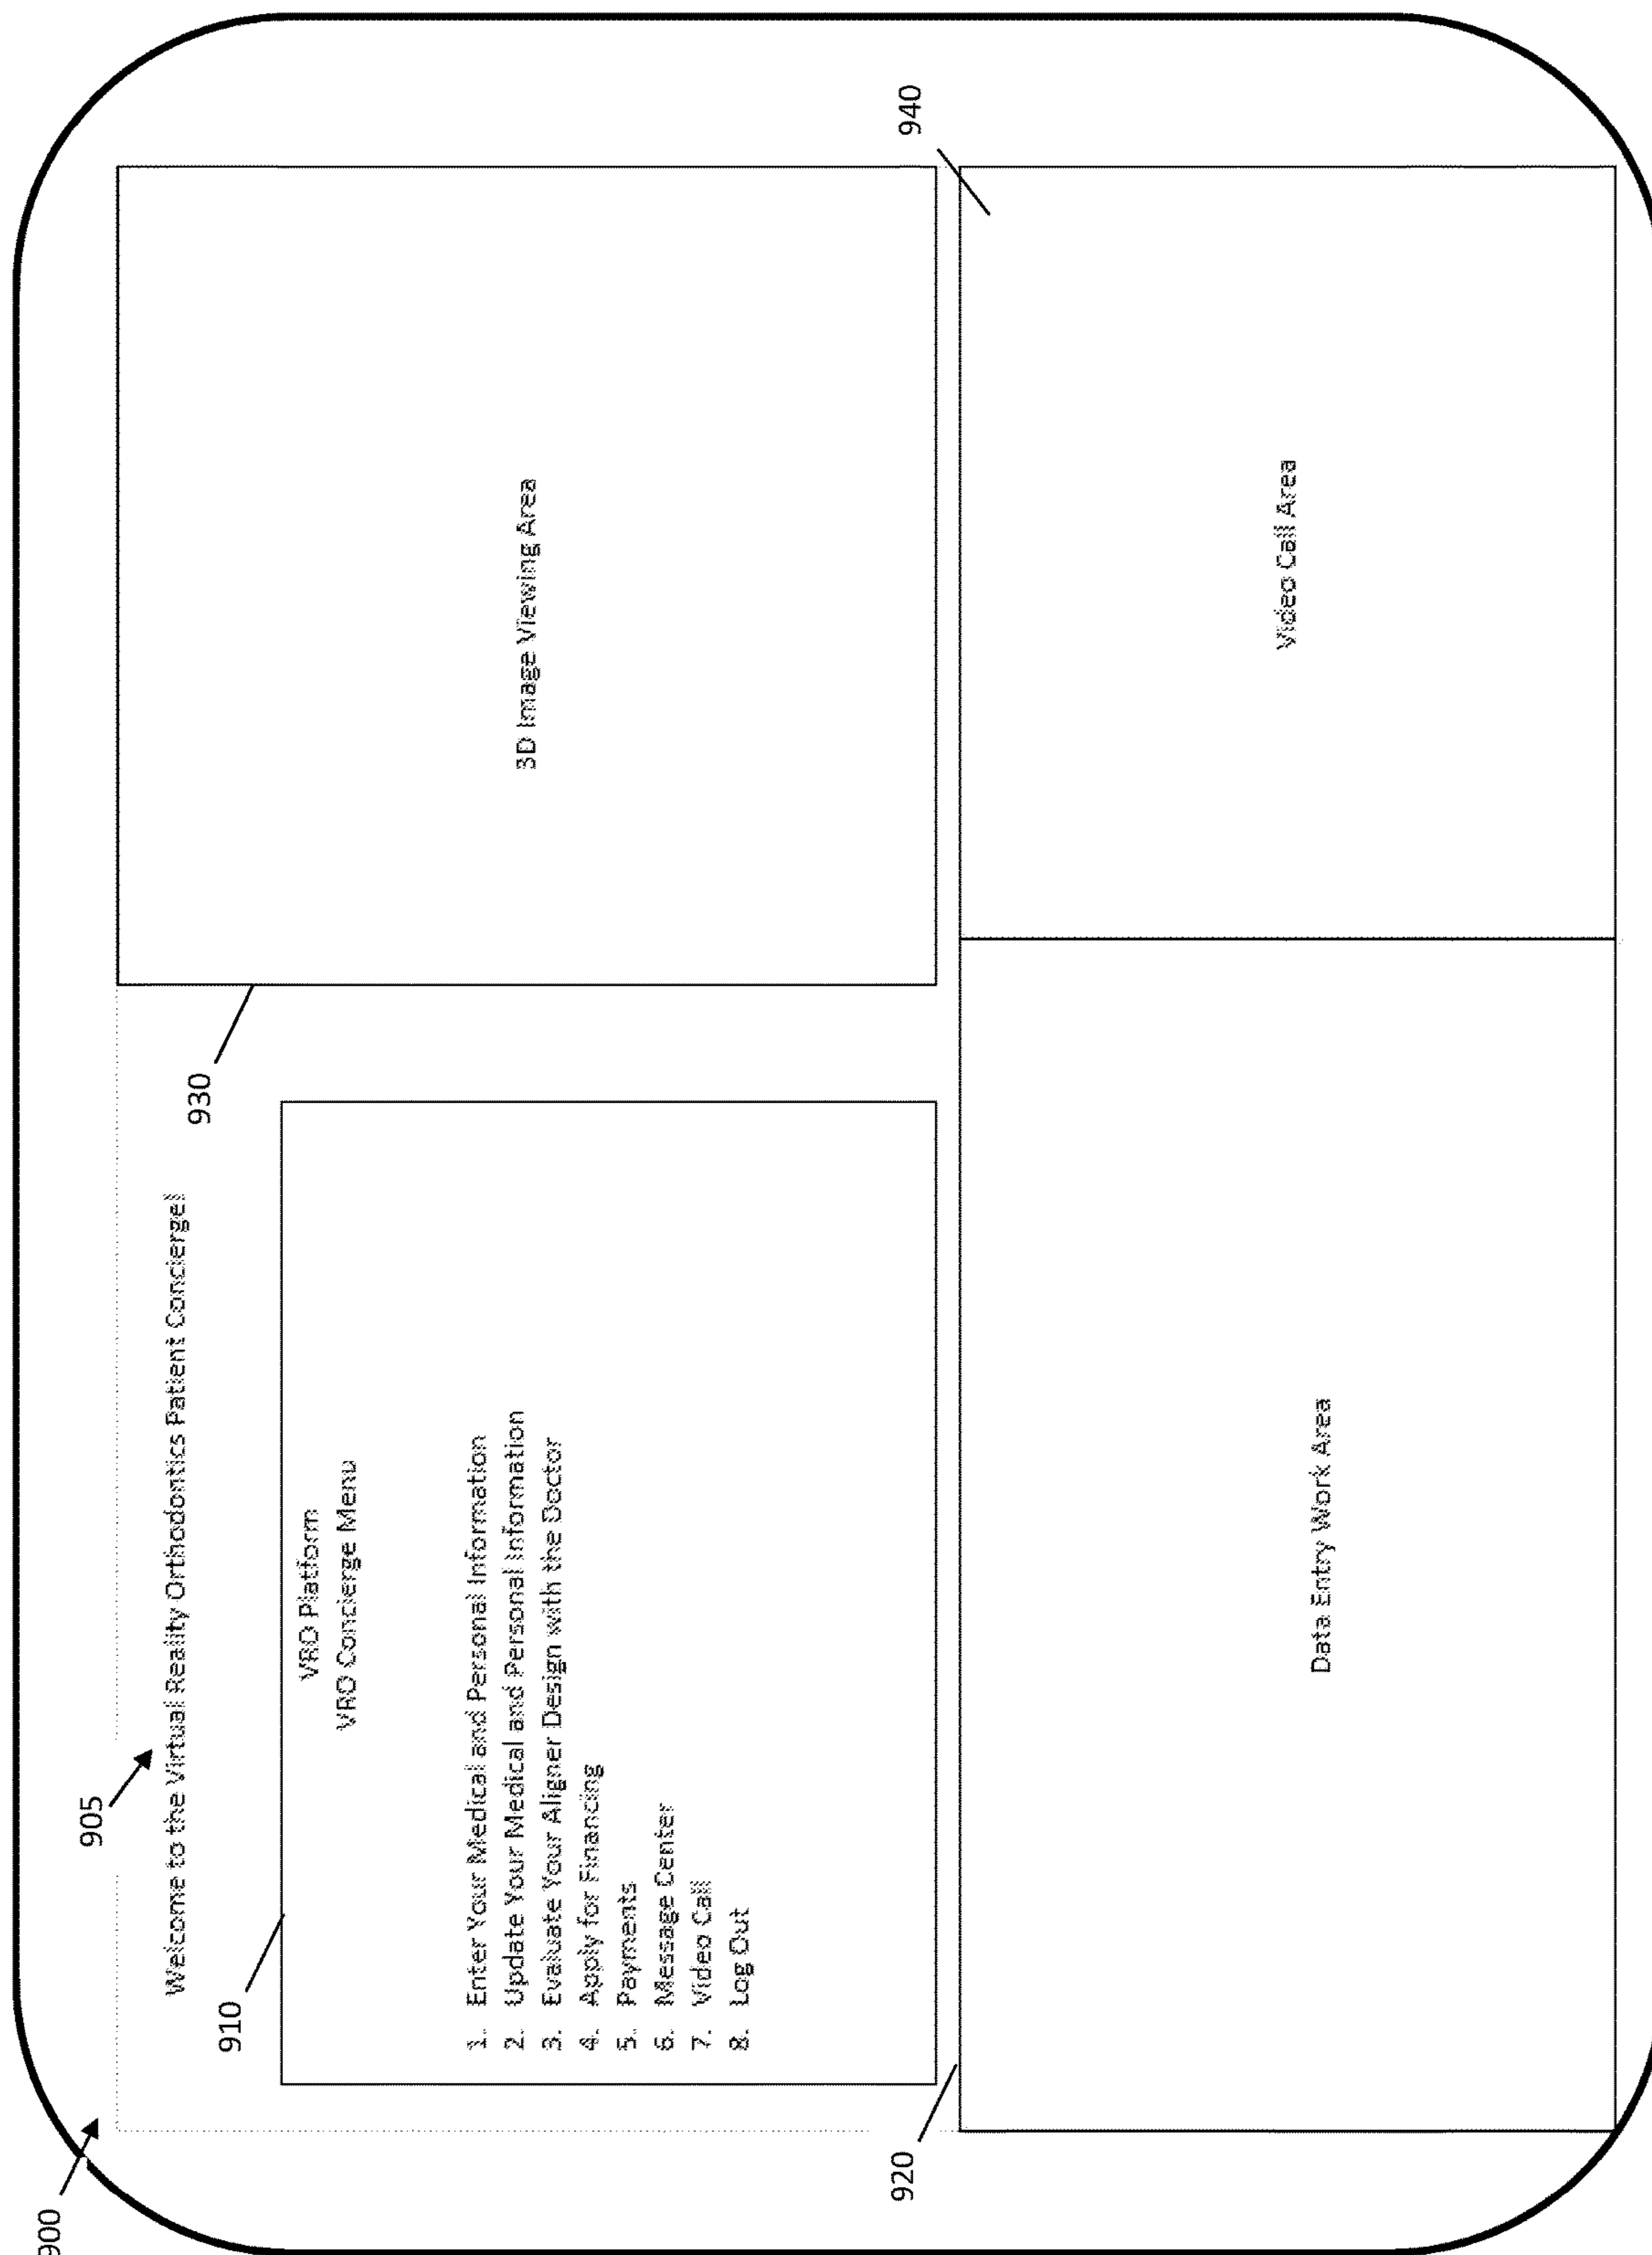 900
905
Welcome to the Virtual Reality Orthodontics Patient Concierge!
910
VRO Platform
VRO Concierge Menu
1. Enter Your Medical and Personal Information
2. Update Your Medical and Personal Information
3. Evaluate Your Aligner Design with the Doctor
4. Apply for Financing
5. Payments
6. Message Center
7. Video Call
8. Log Out
930
3D Image Viewing Area
920
Data Entry Work Area
940
Video Call Area